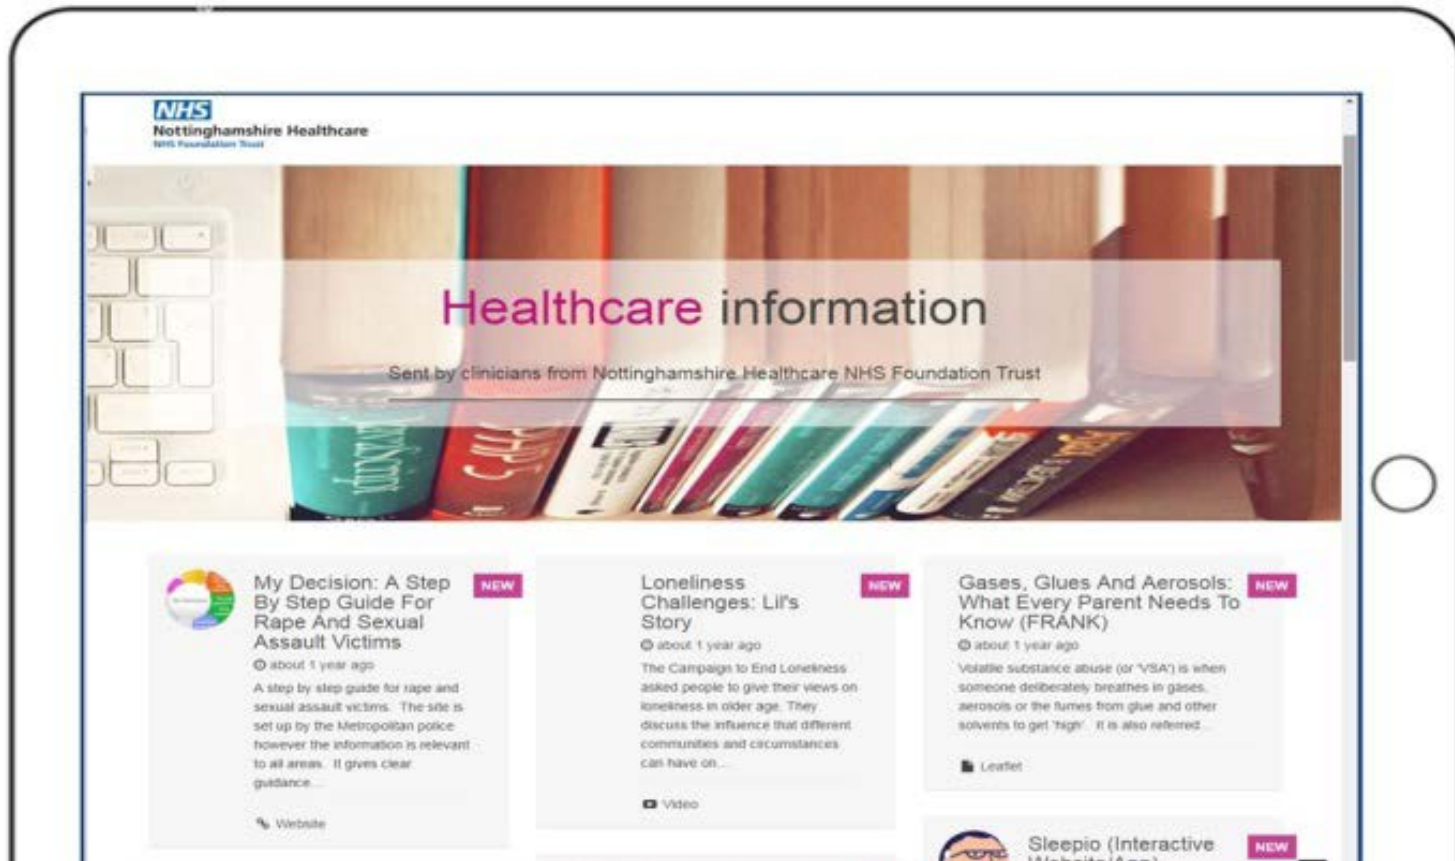 NHS
Nottinghamshire Healthcare
NHS Foundation Trust
Healthcare information
Sent by clinicians from Nottinghamshire Healthcare NHS Foundation Trust
My Decision: A Step
By Step Guide For
Rape And Sexual
Assault Victims
NEW
about 1 year ago
A step by step guide for rape and
sexual assault victims. The site is
set up by the Metropolitan police
however the information is relevant
to all areas. It gives clear
guidance...
Website
Loneliness
Challenges: Lil's
Story
NEW
about 1 year ago
The Campaign to End Loneliness
asked people to give their views on
loneliness in older age. They
discuss the influence that different
communities and circumstances
can have on...
Video
Gases, Glues And Aerosols:
What Every Parent Needs To
Know (FRANK)
NEW
about 1 year ago
Volatile substance abuse (or 'VSA') is when
someone deliberately breathes in gases,
aerosols or the fumes from glue and other
solvents to get 'high'. It is also referred...
Leaflet
Sleepio (Interactive
Website/App)
NEW